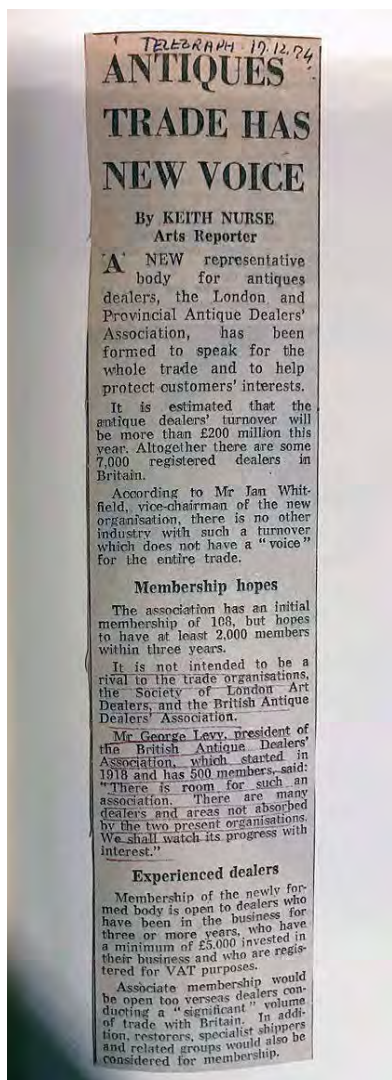 TELEGRAPH 17.12.74
ANTIQUES
TRADE HAS
NEW VOICE
By KEITH NURSE
Arts Reporter
A NEW representative
body for antiques
dealers, the London and
Provincial Antique Dealers'
Association, has been
formed to speak for the
whole trade and to help
protect customers' interests.
It is estimated that the
antique dealers' turnover will
be more than £200 million this
year. Altogether there are some
7,000 registered dealers in
Britain.
According to Mr Jan Whit-
field, vice-chairman of the new
organisation, there is no other
industry with such a turnover
which does not have a "voice"
for the entire trade.
Membership hopes
The association has an initial
membership of 108, but hopes
to have at least 2,000 members
within three years.
It is not intended to be a
rival to the trade organisations,
the Society of London Art
Dealers, and the British Antique
Dealers' Association.
Mr George Levy, president of
the British Antique Dealers'
Association, which started in
1918 and has 500 members, said:
"There is room for such an
association. There are many
dealers and areas not absorbed
by the two present organisations.
We shall watch its progress with
interest."
Experienced dealers
Membership of the newly for-
med body is open to dealers who
have been in the business for
three or more years, who have
a minimum of £5,000 invested in
their business and who are regis-
tered for VAT purposes.
Associate membership would
be open too overseas dealers con-
ducting a "significant" volume
of trade with Britain. In addi-
tion, restorers, specialist shippers
and related groups would also be
considered for membership.